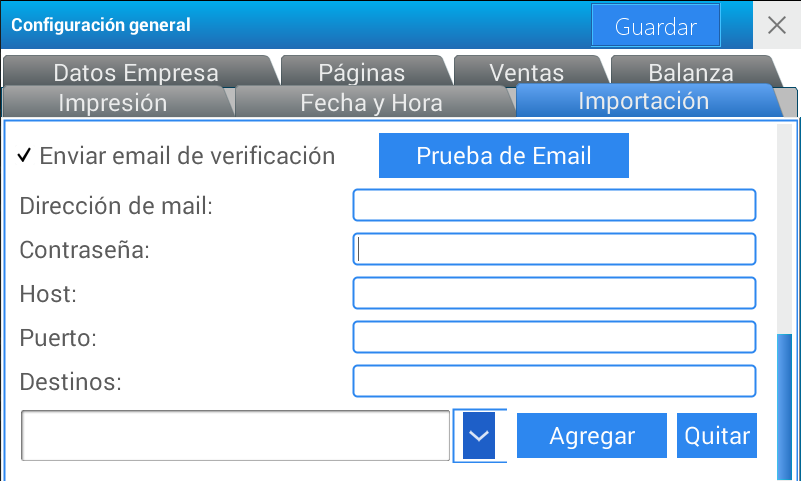 Configuración general
Guardar
Datos Empresa
Páginas
Ventas
Balanza
Impresión
Fecha y Hora
Importación
Enviar email de verificación
Prueba de Email
Dirección de mail:
Contraseña:
Host:
Puerto:
Destinos:
Agregar
Quitar